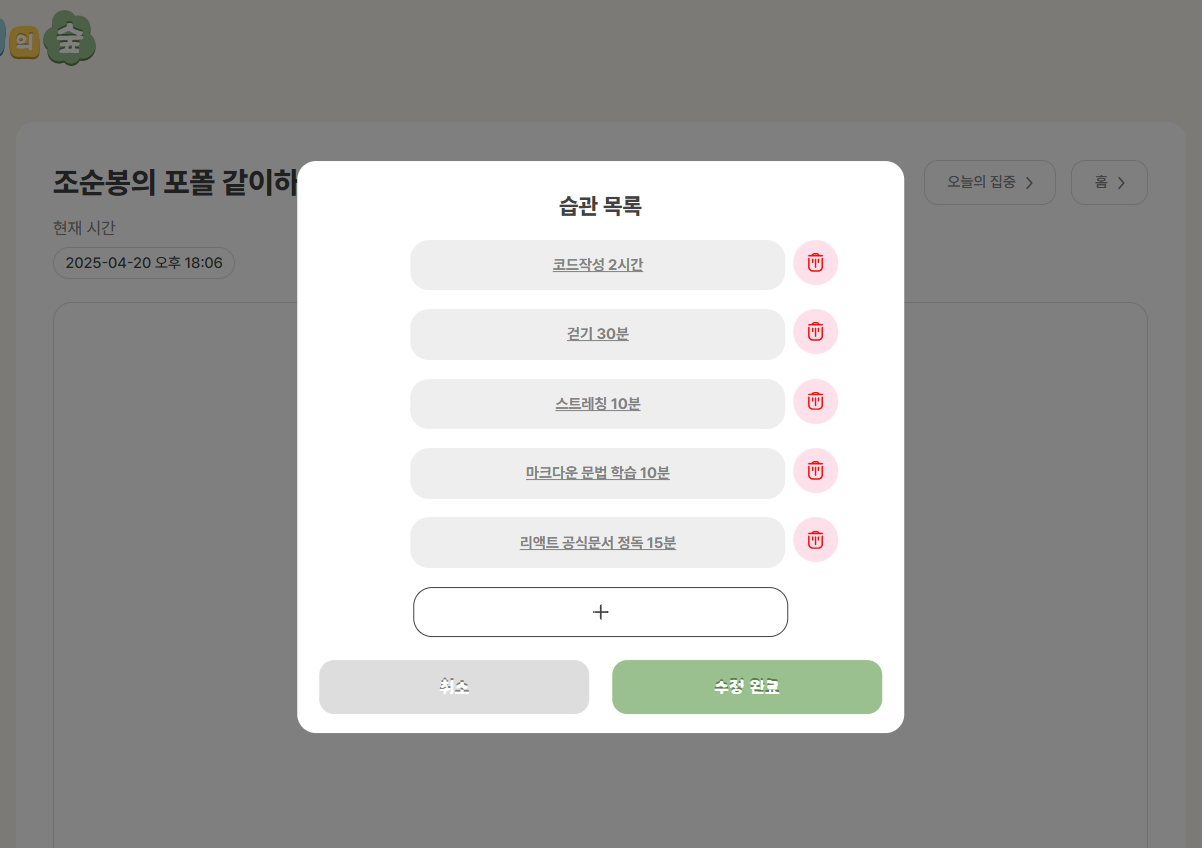 의 숲
조순봉의 포폴 같이하
오늘의 집중
홈
현재 시간
2025-04-20 오후 18:06
습관 목록
코드작성 2시간
걷기 30분
스트레칭 10분
마크다운 문법 학습 10분
리액트 공식문서 정독 15분
+
취소
수정 완료